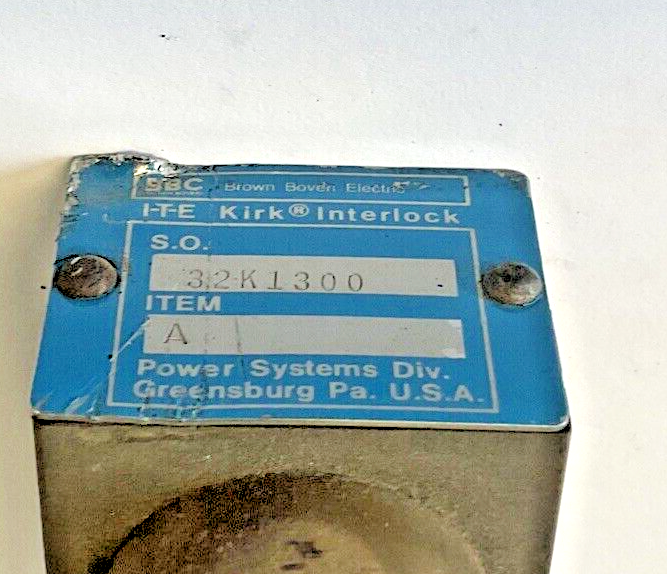 BBC Brown Boveri Electric
I-T-E Kirk® Interlock
S.O.
32K1300
ITEM
A
Power Systems Div.
Greensburg Pa. U.S.A.